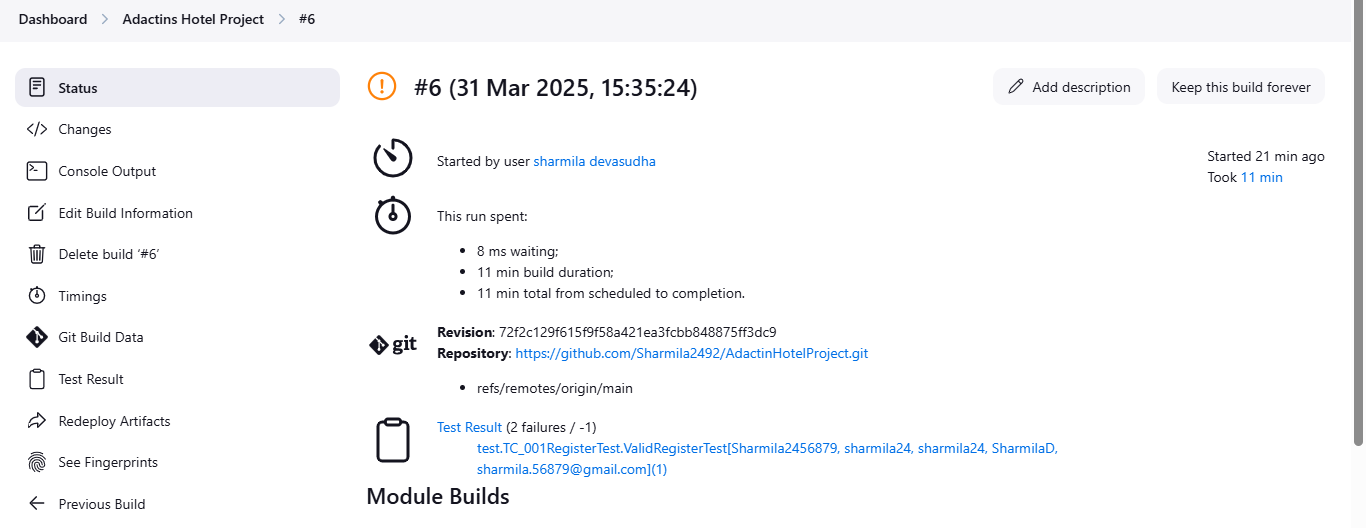 Dashboard > Adactins Hotel Project > #6
Status
Changes
Console Output
Edit Build Information
Delete build ‘#6’
Timings
Git Build Data
Test Result
Redeploy Artifacts
See Fingerprints
Previous Build
#6 (31 Mar 2025, 15:35:24)
Add description
Keep this build forever
Started by user sharmila devasudha
Started 21 min ago
Took 11 min
This run spent:
8 ms waiting;
11 min build duration;
11 min total from scheduled to completion.
git
Revision: 72f2c129f615f9f58a421ea3fcbb848875ff3dc9
Repository: https://github.com/Sharmila2492/AdactinHotelProject.git
refs/remotes/origin/main
Test Result (2 failures / -1)
test.TC_001RegisterTest.ValidRegisterTest[Sharmila2456879, sharmila24, sharmila24, SharmilaD,
sharmila.56879@gmail.com](1)
Module Builds